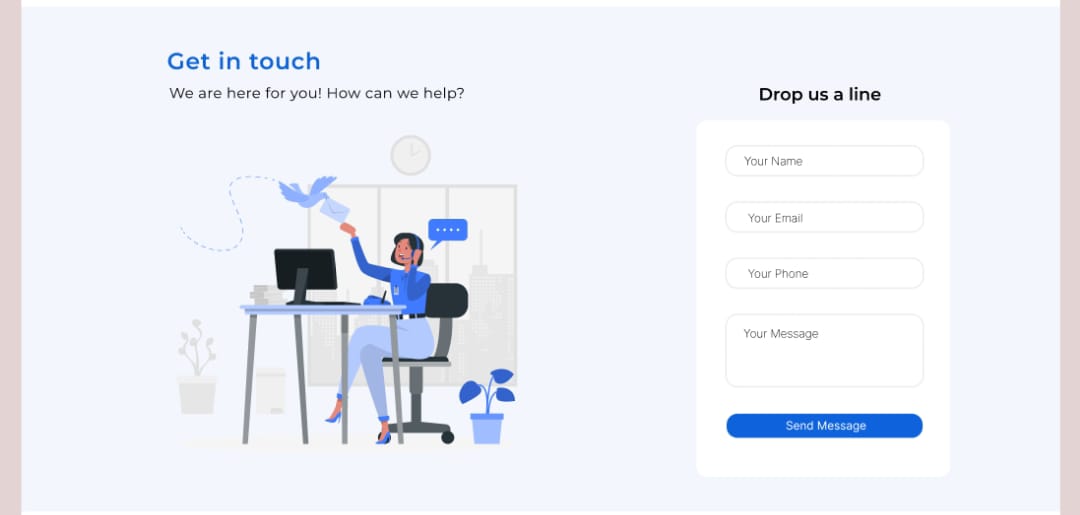 Get in touch
We are here for you! How can we help?
Drop us a line
Your Name
Your Email
Your Phone
Your Message
Send Message